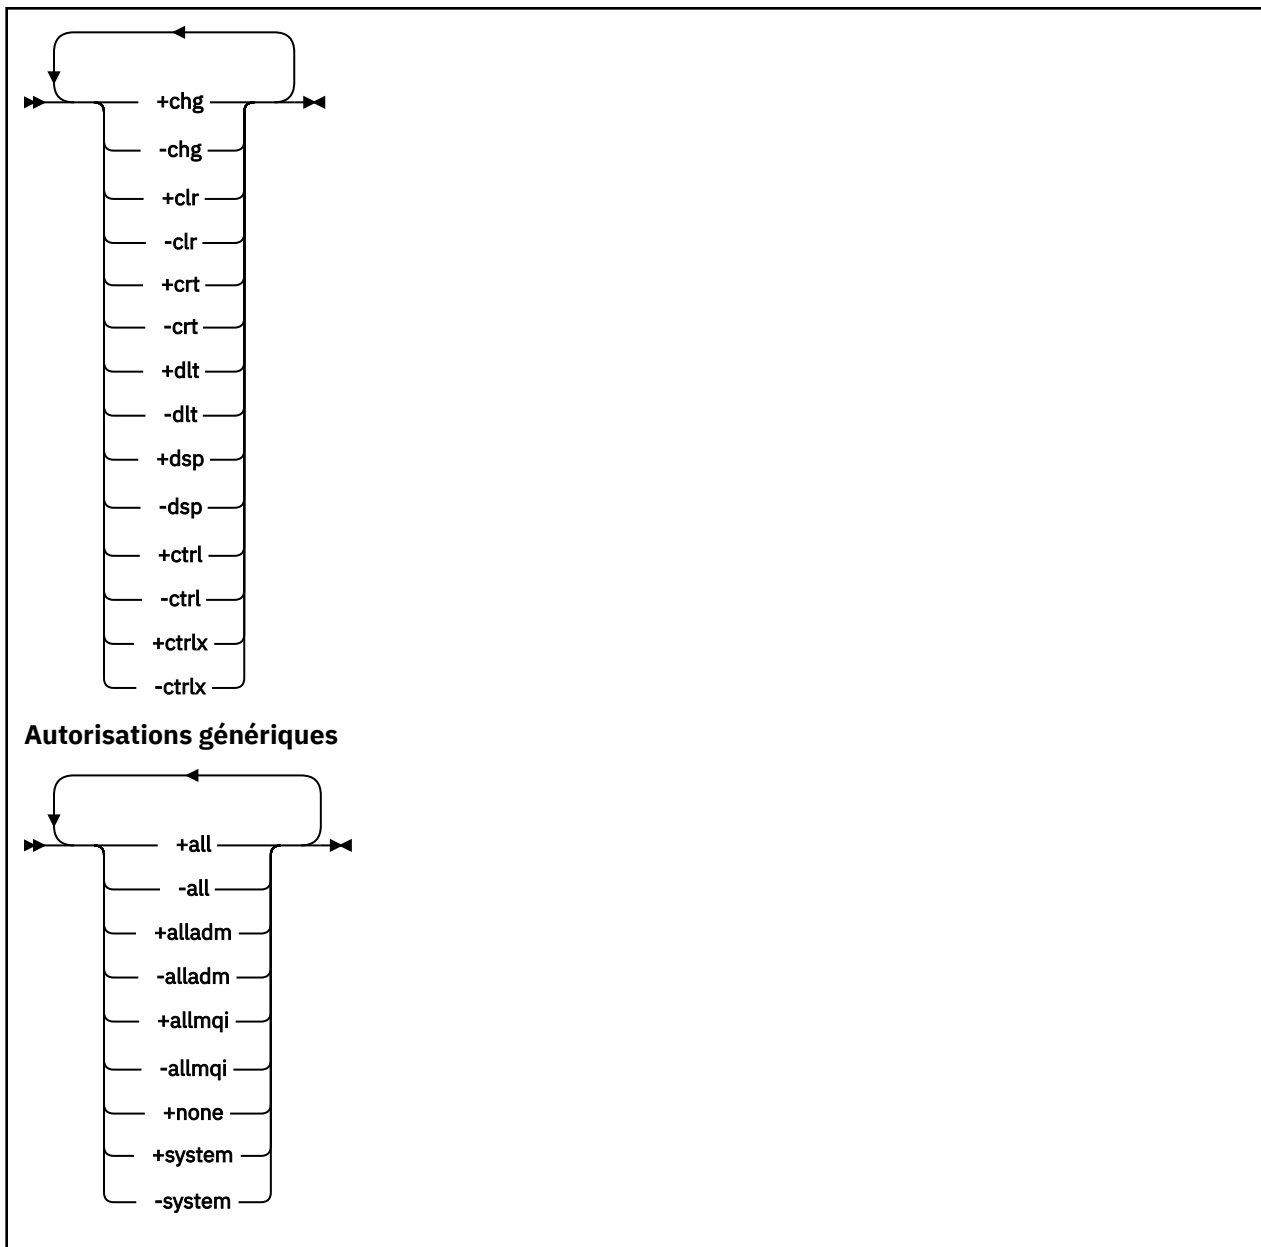 +chg
-chg
+clr
-clr
+crt
-crt
+dlt
-dlt
+dsp
-dsp
+ctrl
-ctrl
+ctrlx
-ctrlx
Autorisations génériques
+all
-all
+alladm
-alladm
+allmqi
-allmqi
+none
+system
-system